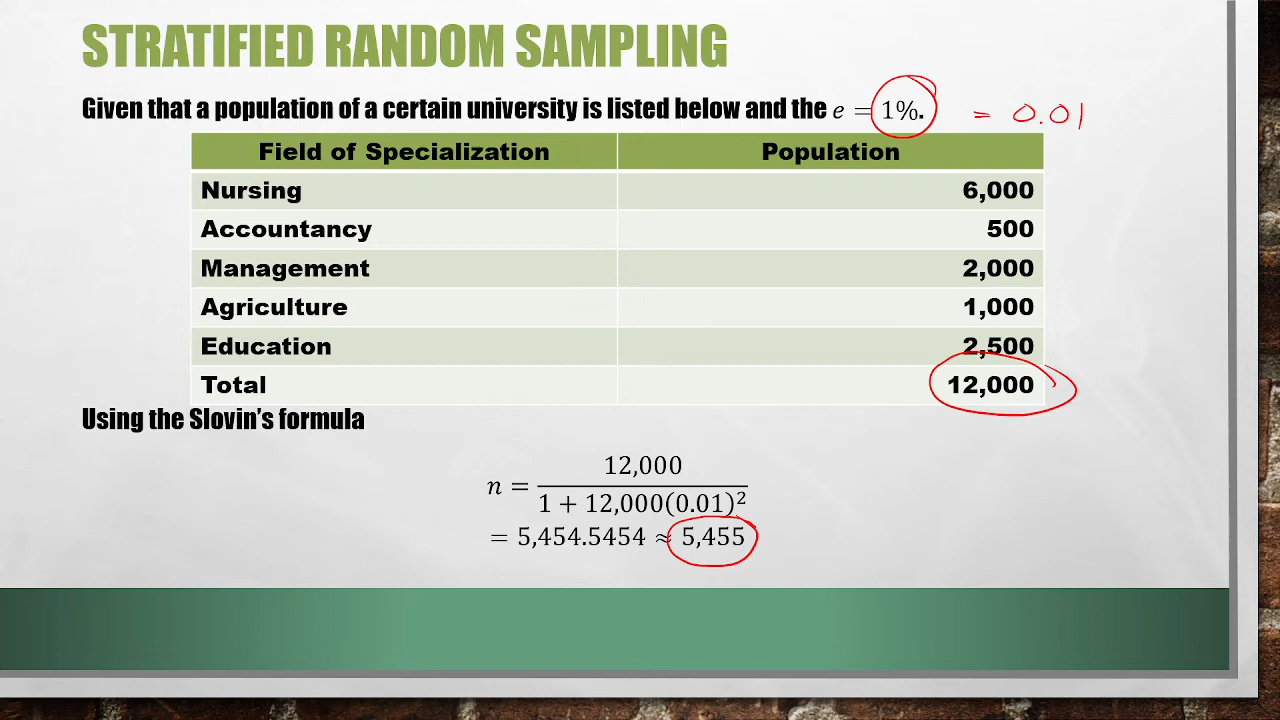 STRATIFIED RANDOM SAMPLING
Given that a population of a certain university is listed below and the e = 1%. = 0.01
Field of Specialization Population
Nursing 6,000
Accountancy 500
Management 2,000
Agriculture 1,000
Education 2,500
Total 12,000
Using the Slovin's formula
n = 12,000 / 1 + 12,000(0.01)²
= 5,454.5454 ≈ 5,455